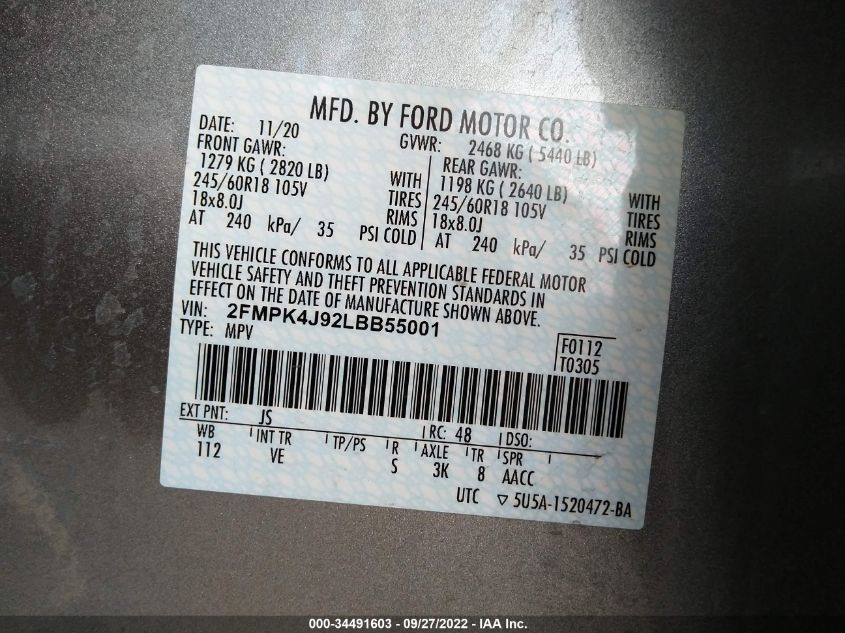 MFD. BY FORD MOTOR CO.
DATE: 11/20 GVWR: 2468 KG ( 5440 LB)
FRONT GAWR: REAR GAWR:
1279 KG ( 2820 LB) WITH 1198 KG ( 2640 LB) WITH
245/60R18 105V TIRES 245/60R18 105V TIRES
18x8.0J RIMS 18x8.0J RIMS
AT 240 kPa/ 35 PSI COLD AT 240 kPa/ 35 PSI COLD
THIS VEHICLE CONFORMS TO ALL APPLICABLE FEDERAL MOTOR
VEHICLE SAFETY AND THEFT PREVENTION STANDARDS IN
EFFECT ON THE DATE OF MANUFACTURE SHOWN ABOVE.
VIN: 2FMPK4J92LBB55001
TYPE: MPV
F0112
T0305
EXT PNT: JS RC: 48 DSO:
WB INT TR TP/PS R AXLE TR SPR
112 VE S 3K 8 AACC
UTC ▽ 5U5A-1520472-BA
000-34491603 - 09/27/2022 - IAA Inc.